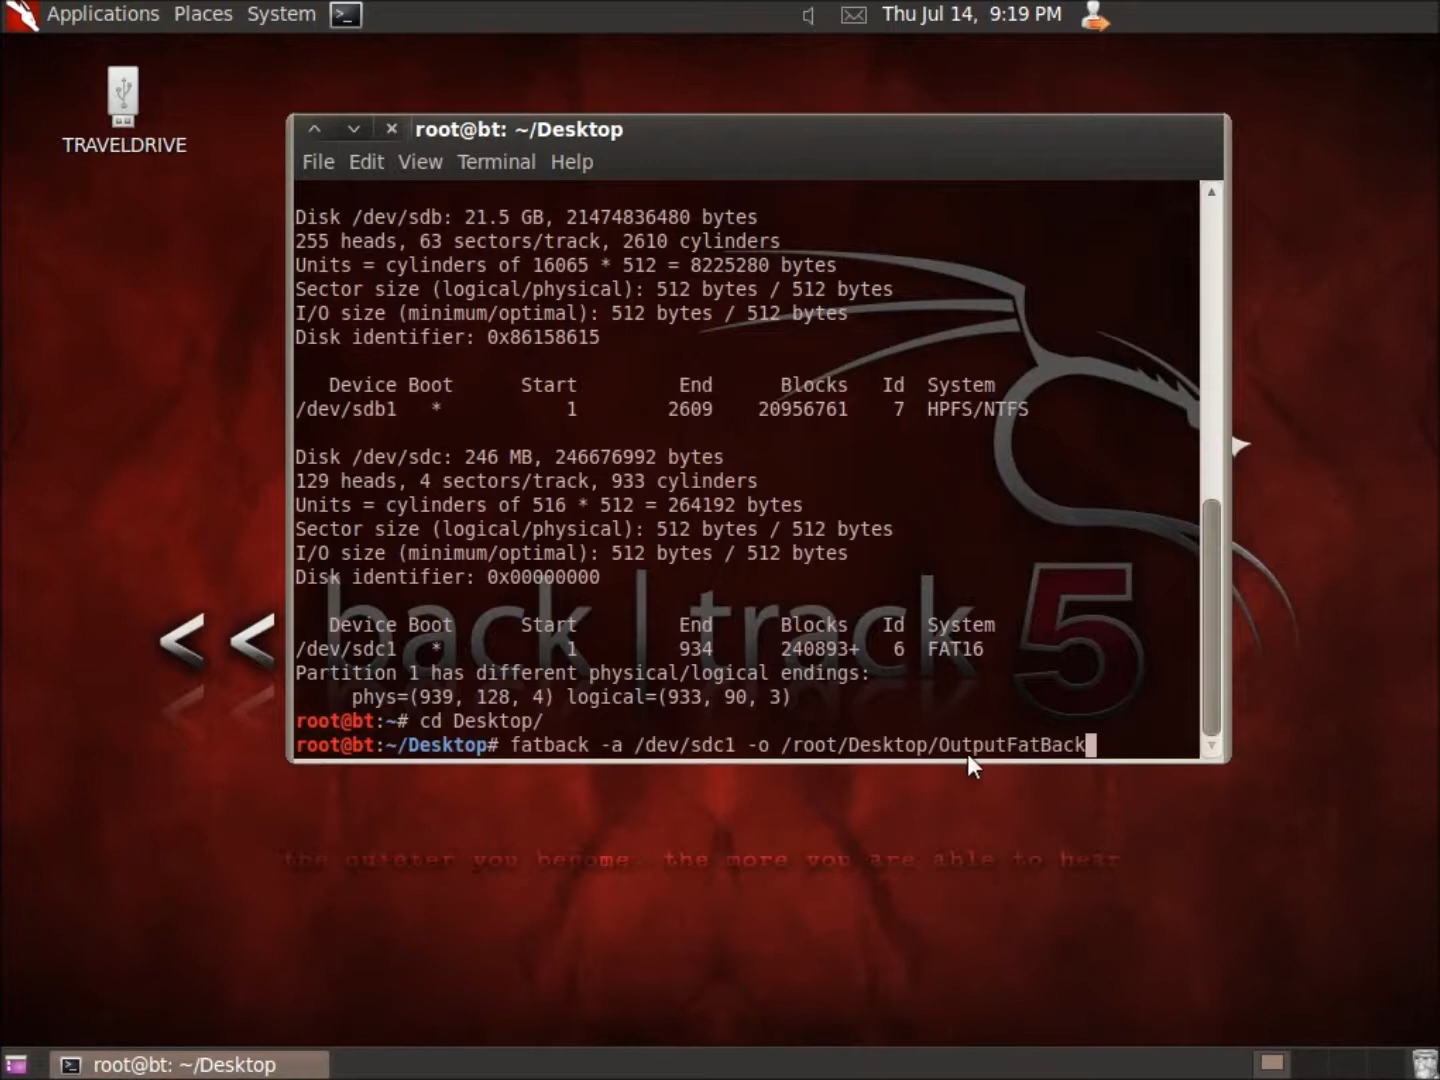 Applications Places System
Thu Jul 14, 9:19 PM
TRAVELDRIVE
root@bt: ~/Desktop
File Edit View Terminal Help
Disk /dev/sdb: 21.5 GB, 21474836480 bytes
255 heads, 63 sectors/track, 2610 cylinders
Units = cylinders of 16065 * 512 = 8225280 bytes
Sector size (logical/physical): 512 bytes / 512 bytes
I/O size (minimum/optimal): 512 bytes / 512 bytes
Disk identifier: 0x86158615
Device Boot Start End Blocks Id System
/dev/sdb1 * 1 2609 20956761 7 HPFS/NTFS
Disk /dev/sdc: 246 MB, 246676992 bytes
129 heads, 4 sectors/track, 933 cylinders
Units = cylinders of 516 * 512 = 264192 bytes
Sector size (logical/physical): 512 bytes / 512 bytes
I/O size (minimum/optimal): 512 bytes / 512 bytes
Disk identifier: 0x00000000
Device Boot Start End Blocks Id System
/dev/sdc1 * 1 934 240893+ 6 FAT16
Partition 1 has different physical/logical endings:
phys=(939, 128, 4) logical=(933, 90, 3)
root@bt:~# cd Desktop/
root@bt:~/Desktop# fatback -a /dev/sdc1 -o /root/Desktop/OutputFatBack
<< back|track 5
the quieter you become, the more you are able to hear
root@bt: ~/Desktop